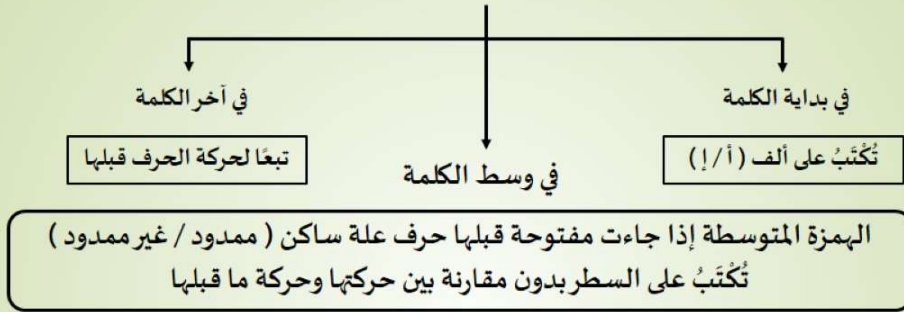 في بداية الكلمة
تُكْتَبُ على ألف ( أ / إ )
في وسط الكلمة
في آخر الكلمة
تبعًا لحركة الحرف قبلها
الهمزة المتوسطة إذا جاءت مفتوحة قبلها حرف علة ساكن ( ممدود / غير ممدود )
تُكْتَبُ على السطر بدون مقارنة بين حركتها وحركة ما قبلها